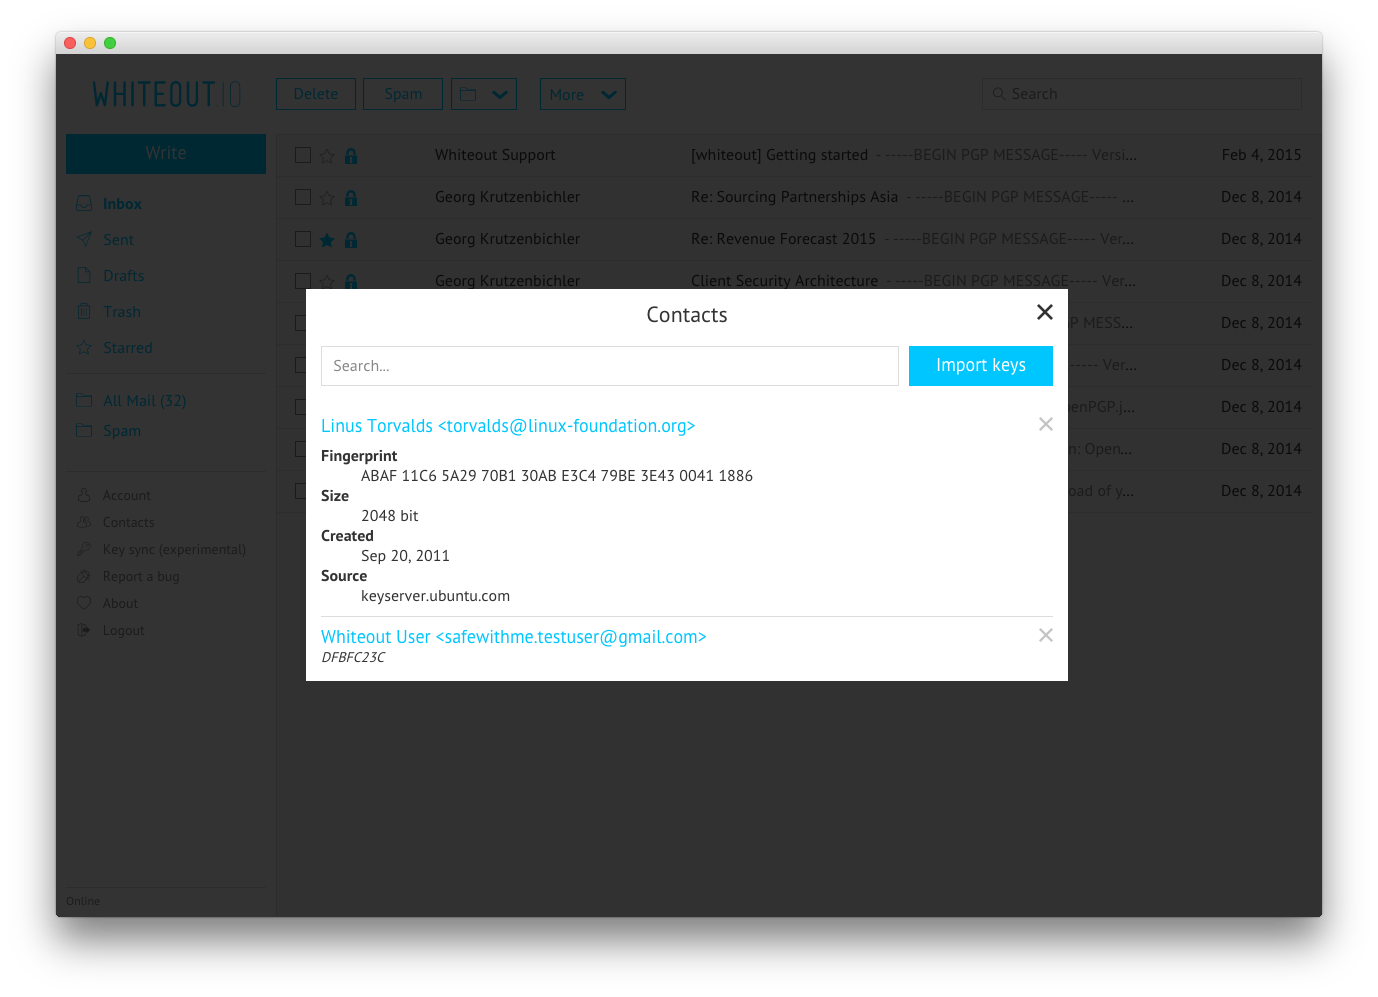 WHITEOUT IO
Delete
Spam
More
Search
Write
Inbox
Sent
Drafts
Trash
Starred
All Mail (32)
Spam
Account
Contacts
Key sync (experimental)
Report a bug
About
Logout
Online
Whiteout Support [whiteout] Getting started - -----BEGIN PGP MESSAGE----- Versi... Feb 4, 2015
Georg Krutzenbichler Re: Sourcing Partnerships Asia - -----BEGIN PGP MESSAGE----- ... Dec 8, 2014
Georg Krutzenbichler Re: Revenue Forecast 2015 - -----BEGIN PGP MESSAGE----- Ver... Dec 8, 2014
Georg Krutzenbichler Client Security Architecture - -----BEGIN PGP MESSAGE----- Ver... Dec 8, 2014
P MESS... Dec 8, 2014
--- Ver... Dec 8, 2014
enPGP.j... Dec 8, 2014
n: Open... Dec 8, 2014
oad of y... Dec 8, 2014
Contacts
Search...
Import keys
Linus Torvalds <torvalds@linux-foundation.org>
Fingerprint
ABAF 11C6 5A29 70B1 30AB E3C4 79BE 3E43 0041 1886
Size
2048 bit
Created
Sep 20, 2011
Source
keyserver.ubuntu.com
Whiteout User <safewithme.testuser@gmail.com>
DFBFC23C